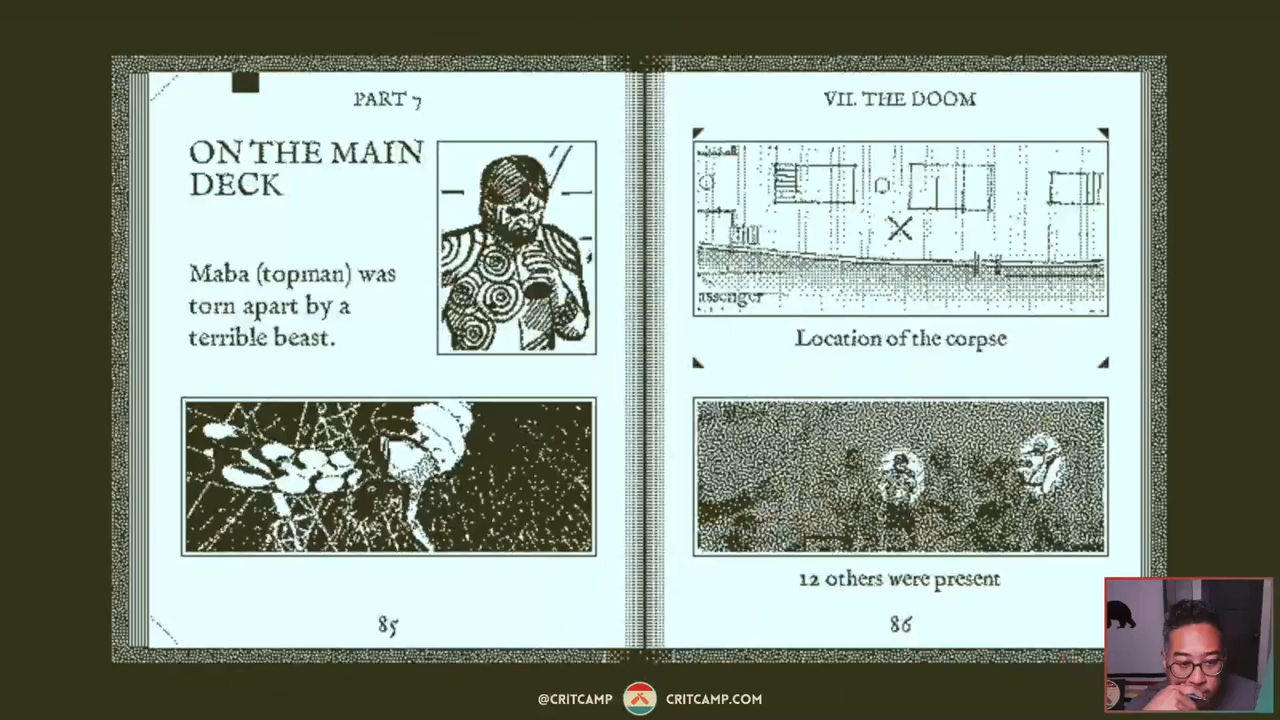 PART 7
ON THE MAIN
DECK
Maba (topman) was
torn apart by a
terrible beast.
85
VII. THE DOOM
assenger
Location of the corpse
12 others were present
86
@CRITCAMP
CRITCAMP.COM